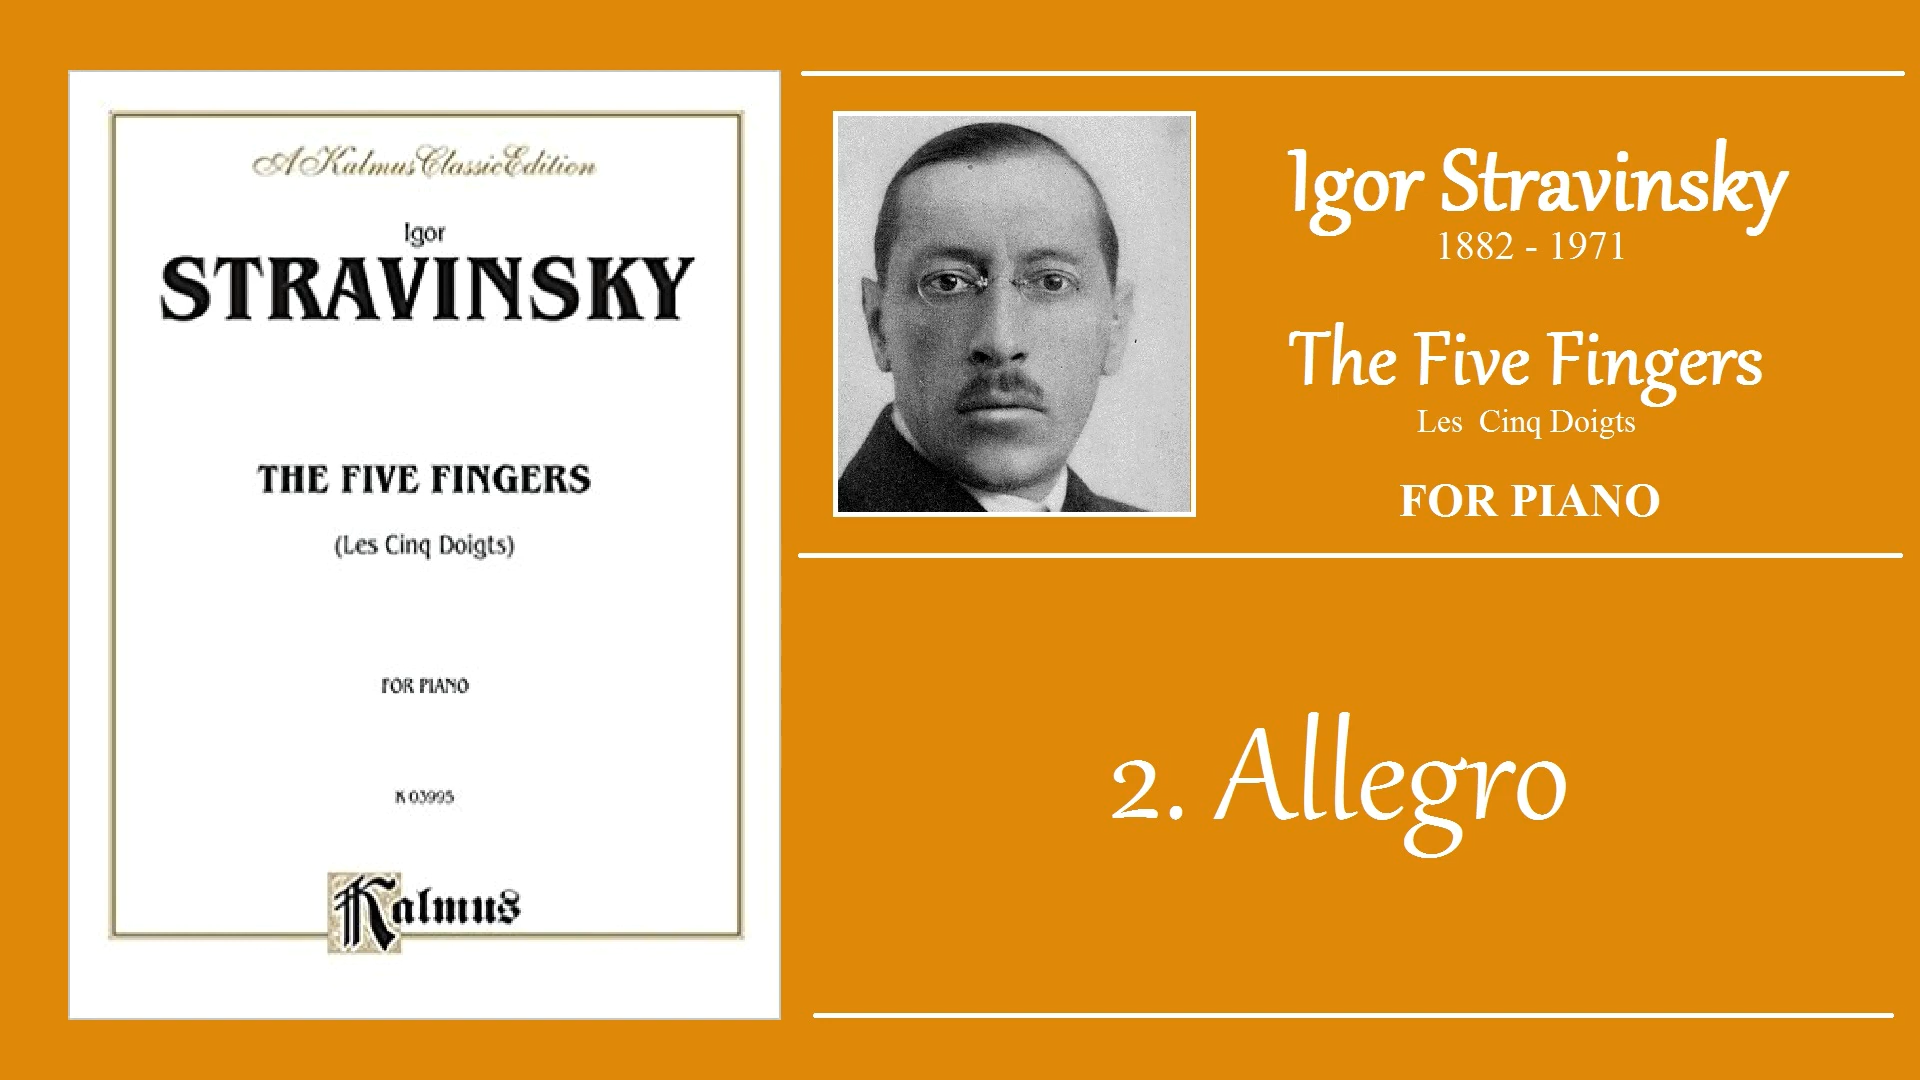 A Kalmus Classic Edition
Igor
STRAVINSKY
THE FIVE FINGERS
(Les Cinq Doigts)
FOR PIANO
K 03995
Kalmus
Igor Stravinsky
1882 - 1971
The Five Fingers
Les Cinq Doigts
FOR PIANO
2. Allegro